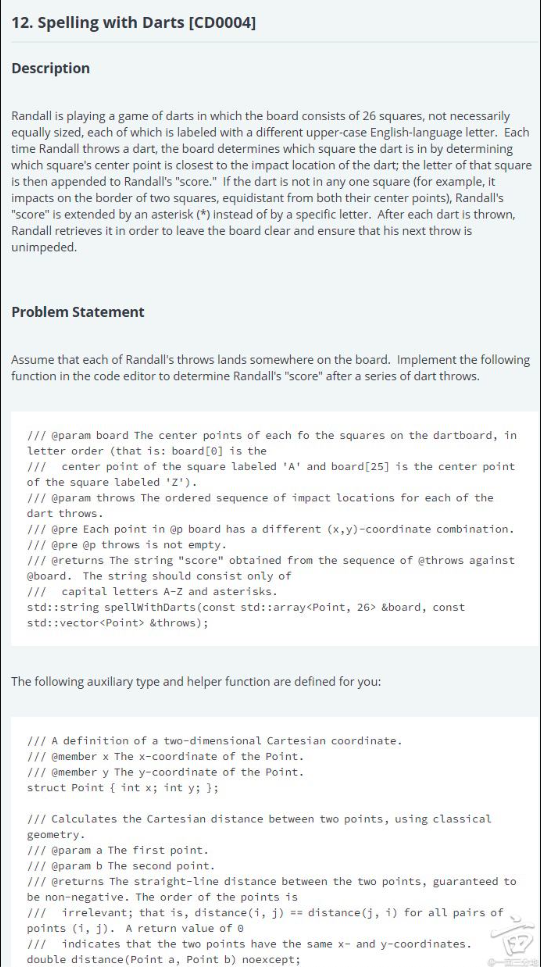 12. Spelling with Darts [CD0004]
Description
Randall is playing a game of darts in which the board consists of 26 squares, not necessarily
equally sized, each of which is labeled with a different upper-case English-language letter.  Each
time Randall throws a dart, the board determines which square the dart is in by determining
which square's center point is closest to the impact location of the dart; the letter of that square
is then appended to Randall's "score."  If the dart is not in any one square (for example, it
impacts on the border of two squares, equidistant from both their center points), Randall's
"score" is extended by an asterisk (*) instead of by a specific letter.  After each dart is thrown,
Randall retrieves it in order to leave the board clear and ensure that his next throw is
unimpeded.
Problem Statement
Assume that each of Randall's throws lands somewhere on the board.  Implement the following
function in the code editor to determine Randall's "score" after a series of dart throws.
/// @param board The center points of each fo the squares on the dartboard, in
letter order (that is: board[0] is the
///   center point of the square labeled 'A' and board[25] is the center point
of the square labeled 'Z').
/// @param throws The ordered sequence of impact locations for each of the
dart throws.
/// @pre Each point in @p board has a different (x,y)-coordinate combination.
/// @pre @p throws is not empty.
/// @returns The string "score" obtained from the sequence of @throws against
@board.  The string should consist only of
///   capital letters A-Z and asterisks.
std::string spellWithDarts(const std::array<Point, 26> &board, const
std::vector<Point> &throws);
The following auxiliary type and helper function are defined for you:
/// A definition of a two-dimensional Cartesian coordinate.
/// @member x The x-coordinate of the Point.
/// @member y The y-coordinate of the Point.
struct Point { int x; int y; };
/// Calculates the Cartesian distance between two points, using classical
geometry.
/// @param a The first point.
/// @param b The second point.
/// @returns The straight-line distance between the two points, guaranteed to
be non-negative. The order of the points is
///   irrelevant; that is, distance(i, j) == distance(j, i) for all pairs of
points (i, j).  A return value of 0
///   indicates that the two points have the same x- and y-coordinates.
double distance(Point a, Point b) noexcept;